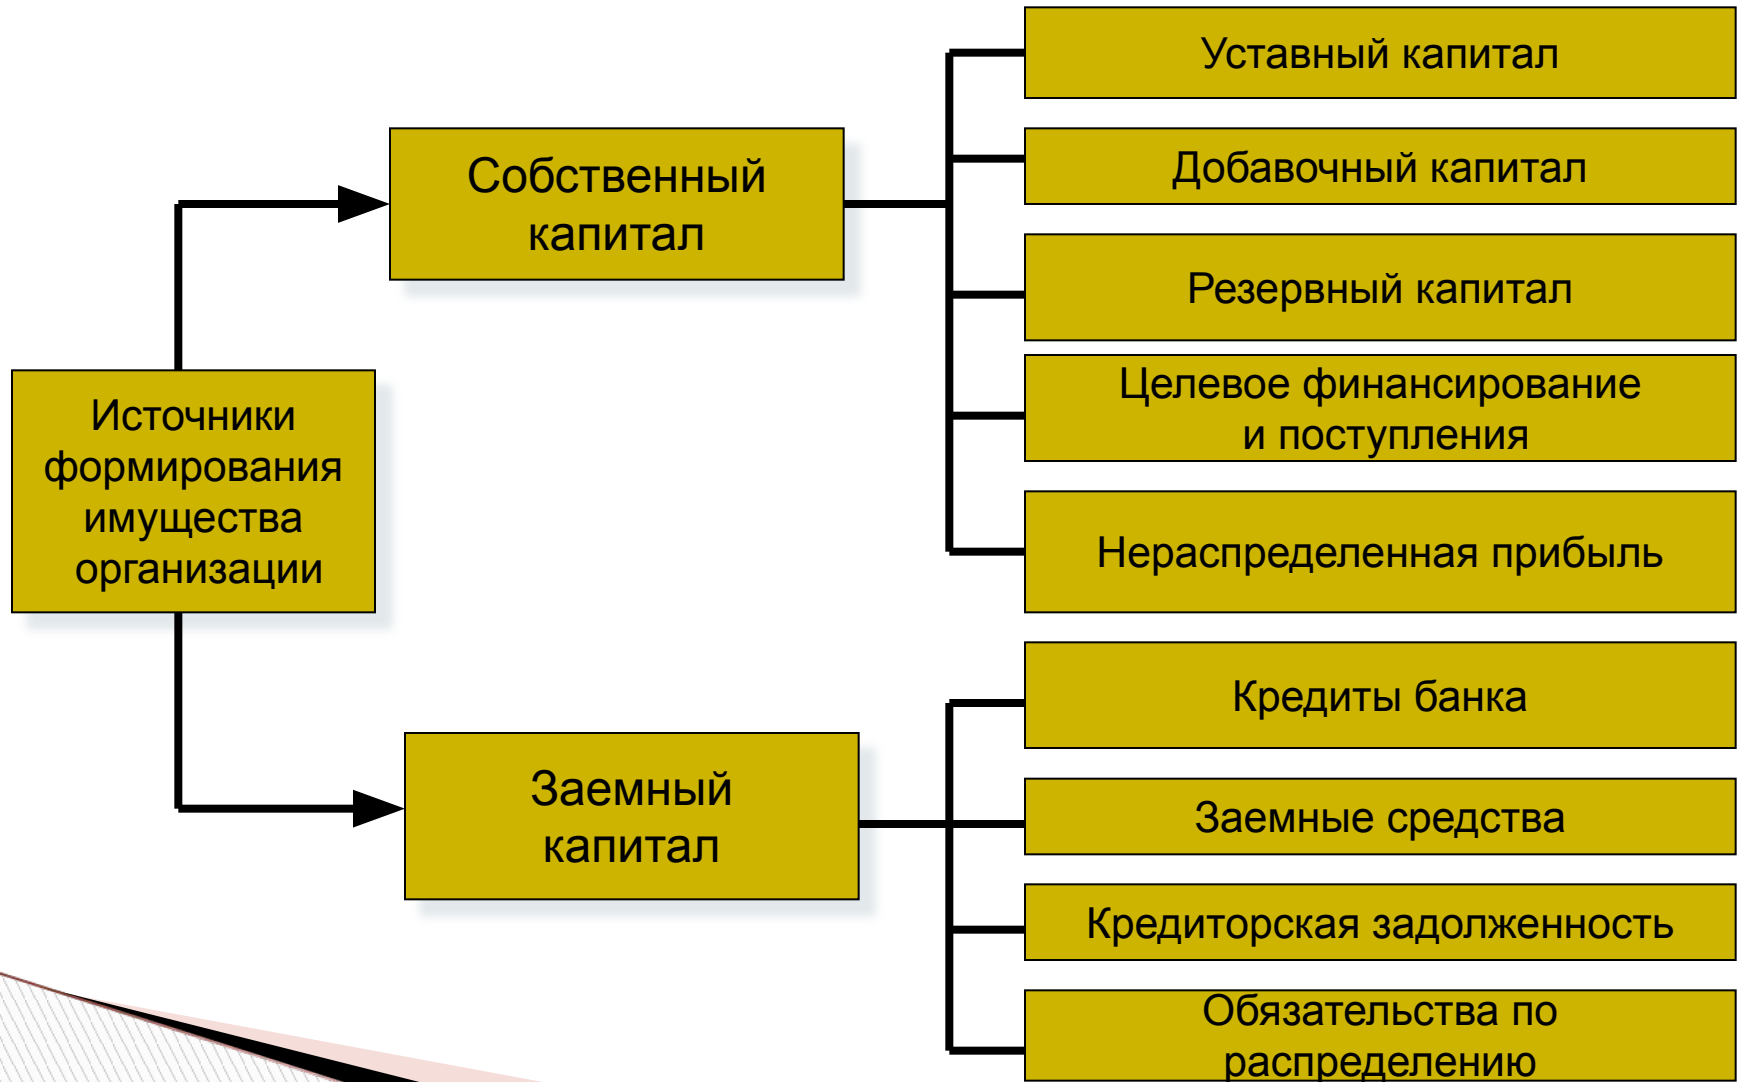 Источники
формирования
имущества
организации
Собственный
капитал
Заемный
капитал
Уставный капитал
Добавочный капитал
Резервный капитал
Целевое финансирование
и поступления
Нераспределенная прибыль
Кредиты банка
Заемные средства
Кредиторская задолженность
Обязательства по
распределению